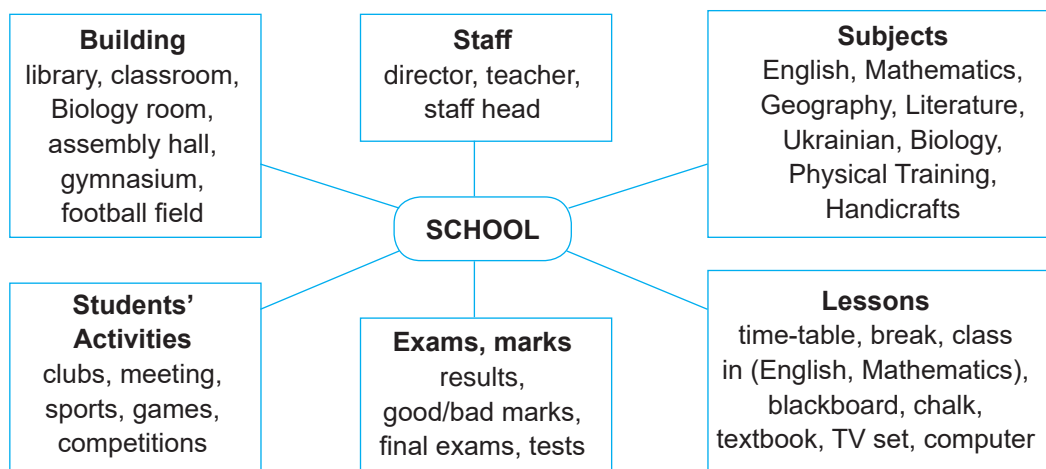 Building
library, classroom,
Biology room,
assembly hall,
gymnasium,
football field
Staff
director, teacher,
staff head
Subjects
English, Mathematics,
Geography, Literature,
Ukrainian, Biology,
Physical Training,
Handicrafts
SCHOOL
Students’
Activities
clubs, meeting,
sports, games,
competitions
Exams, marks
results,
good/bad marks,
final exams, tests
Lessons
time-table, break, class
in (English, Mathematics),
blackboard, chalk,
textbook, TV set, computer